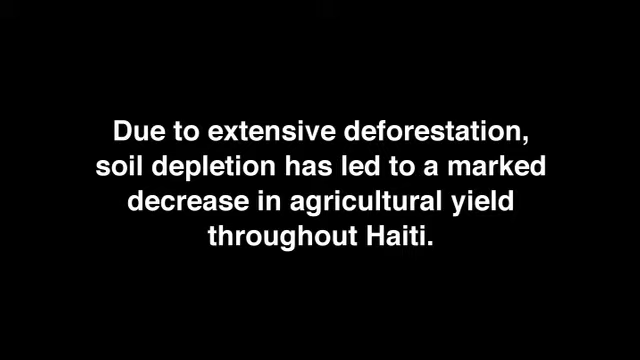 Due to extensive deforestation,
soil depletion has led to a marked
decrease in agricultural yield
throughout Haiti.